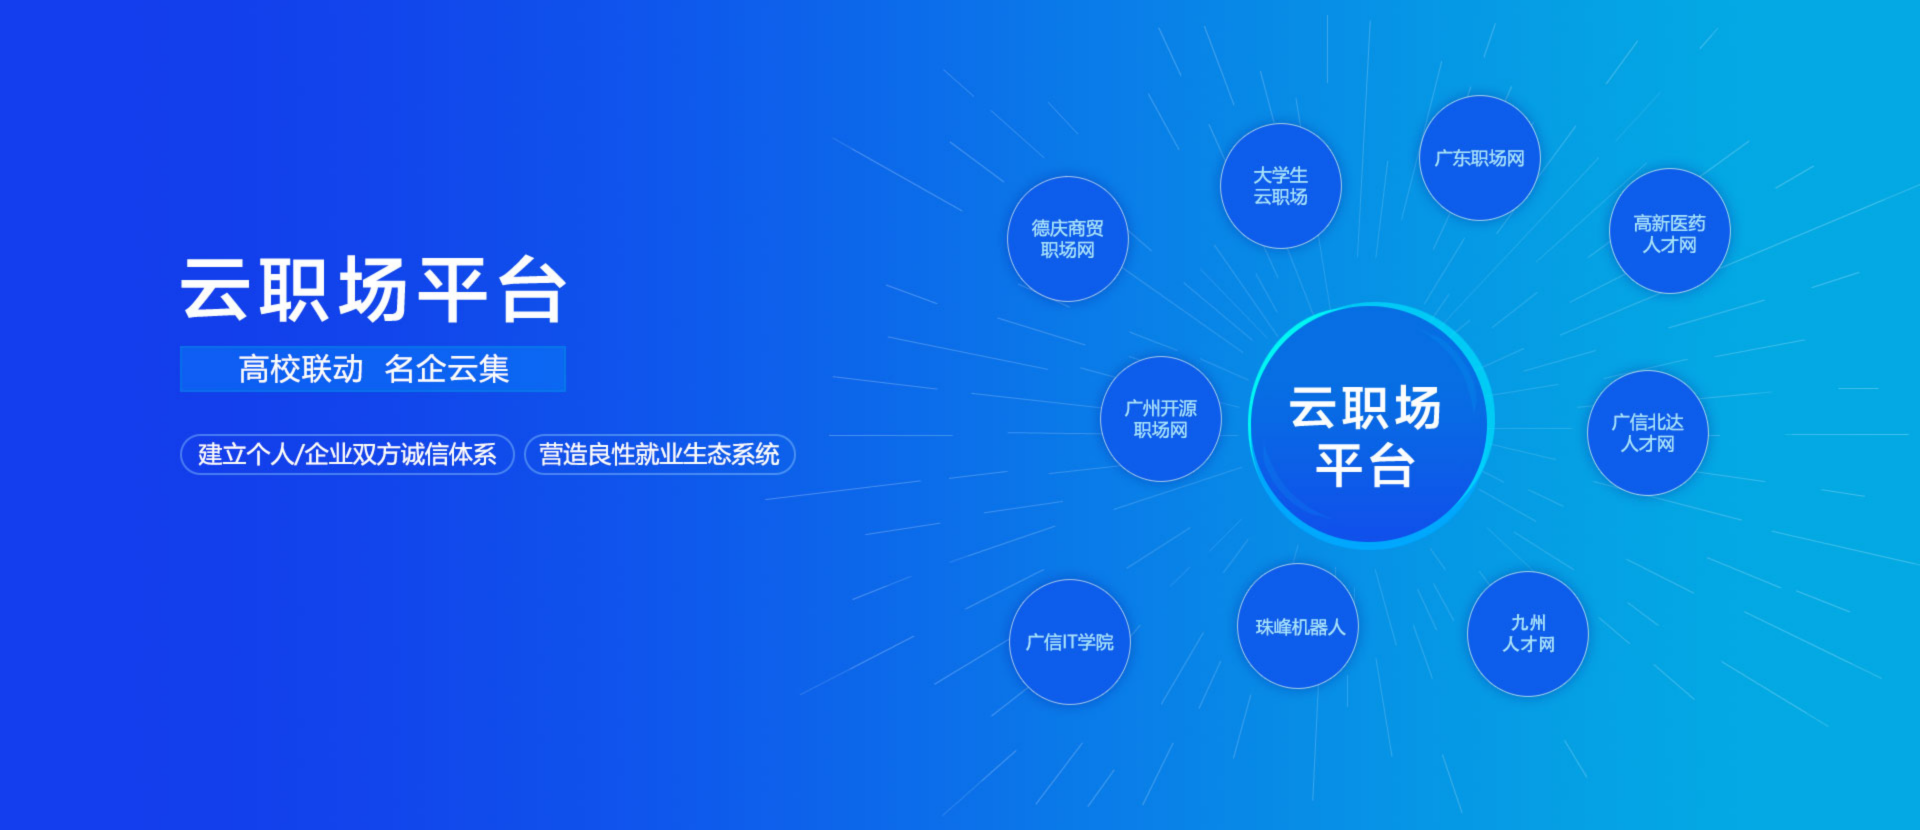 云职场平台
高校联动 名企云集
建立个人/企业双方诚信体系
营造良性就业生态系统
德庆商贸
职场网
大学生
云职场
广东职场网
高新医药
人才网
广州开源
职场网
云职场
平台
广信北达
人才网
广信IT学院
珠峰机器人
九州
人才网